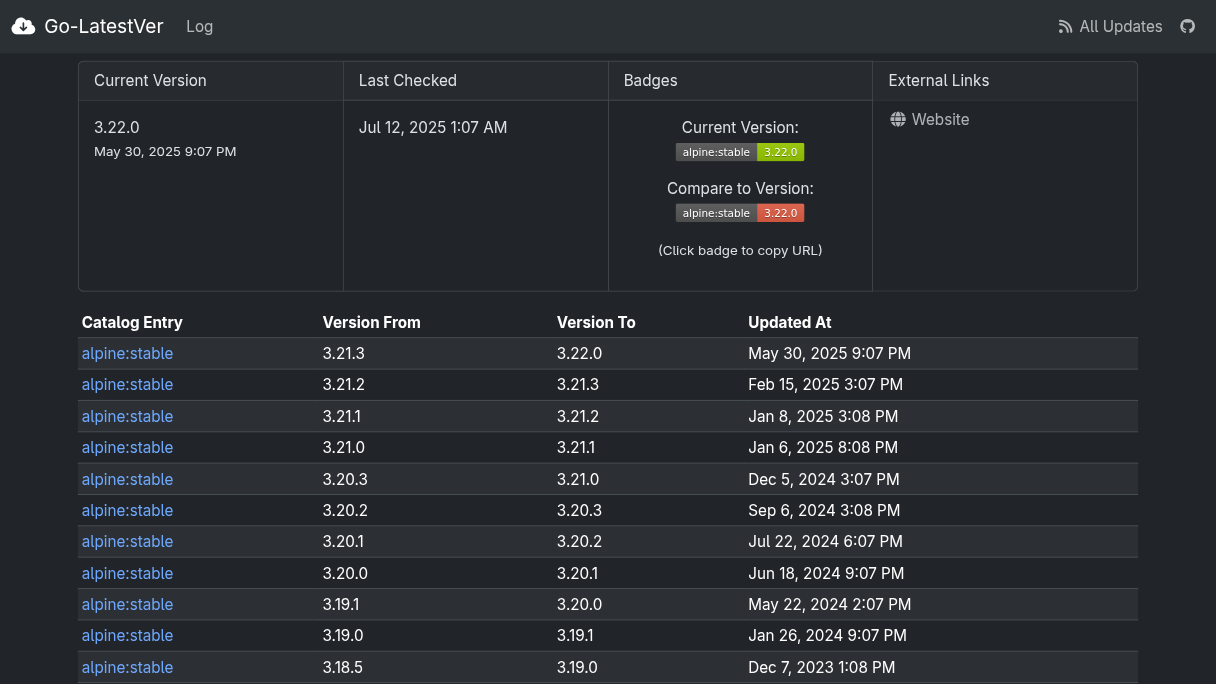 Go-LatestVer Log All Updates
Current Version Last Checked Badges External Links
3.22.0 Jul 12, 2025 1:07 AM Current Version: Website
May 30, 2025 9:07 PM alpine:stable 3.22.0
Compare to Version:
alpine:stable 3.22.0
(Click badge to copy URL)
Catalog Entry Version From Version To Updated At
alpine:stable 3.21.3 3.22.0 May 30, 2025 9:07 PM
alpine:stable 3.21.2 3.21.3 Feb 15, 2025 3:07 PM
alpine:stable 3.21.1 3.21.2 Jan 8, 2025 3:08 PM
alpine:stable 3.21.0 3.21.1 Jan 6, 2025 8:08 PM
alpine:stable 3.20.3 3.21.0 Dec 5, 2024 3:07 PM
alpine:stable 3.20.2 3.20.3 Sep 6, 2024 3:08 PM
alpine:stable 3.20.1 3.20.2 Jul 22, 2024 6:07 PM
alpine:stable 3.20.0 3.20.1 Jun 18, 2024 9:07 PM
alpine:stable 3.19.1 3.20.0 May 22, 2024 2:07 PM
alpine:stable 3.19.0 3.19.1 Jan 26, 2024 9:07 PM
alpine:stable 3.18.5 3.19.0 Dec 7, 2023 1:08 PM